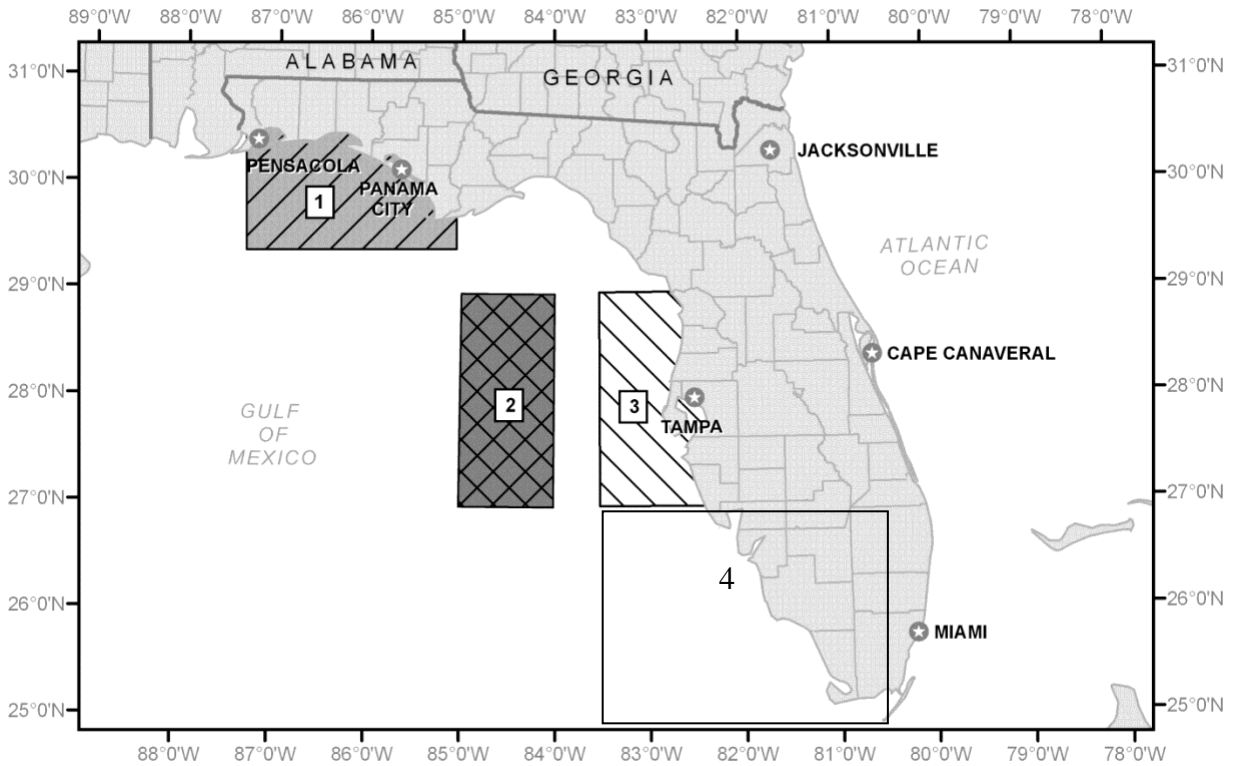 89°0'W 88°0'W 87°0'W 86°0'W 85°0'W 84°0'W 83°0'W 82°0'W 81°0'W 80°0'W 79°0'W 78°0'W
31°0'N
ALABAMA
GEORGIA
31°0'N
JACKSONVILLE
PENSACOLA
30°0'N
PANAMA
CITY
30°0'N
1
ATLANTIC
OCEAN
29°0'N
29°0'N
CAPE CANAVERAL
28°0'N
28°0'N
2
3
GULF
OF
MEXICO
TAMPA
27°0'N
27°0'N
4
26°0'N
26°0'N
MIAMI
25°0'N
25°0'N
88°0'W 87°0'W 86°0'W 85°0'W 84°0'W 83°0'W 82°0'W 81°0'W 80°0'W 79°0'W 78°0'W